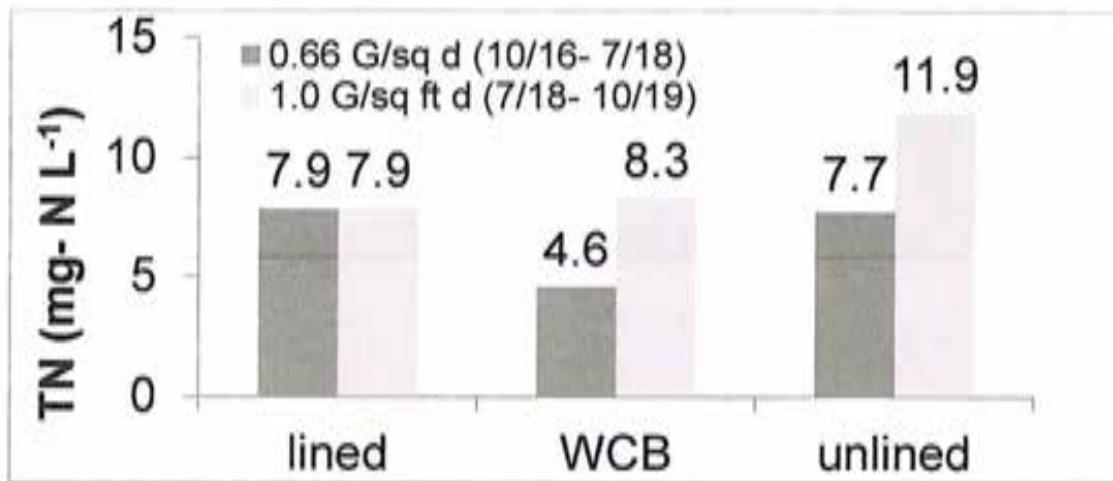 15
0.66 G/sq d (10/16- 7/18)
1.0 G/sq ft d (7/18- 10/19)
11.9
10
7.9 7.9
8.3
7.7
4.6
5
0
TN (mg- N L⁻¹)
lined WCB unlined